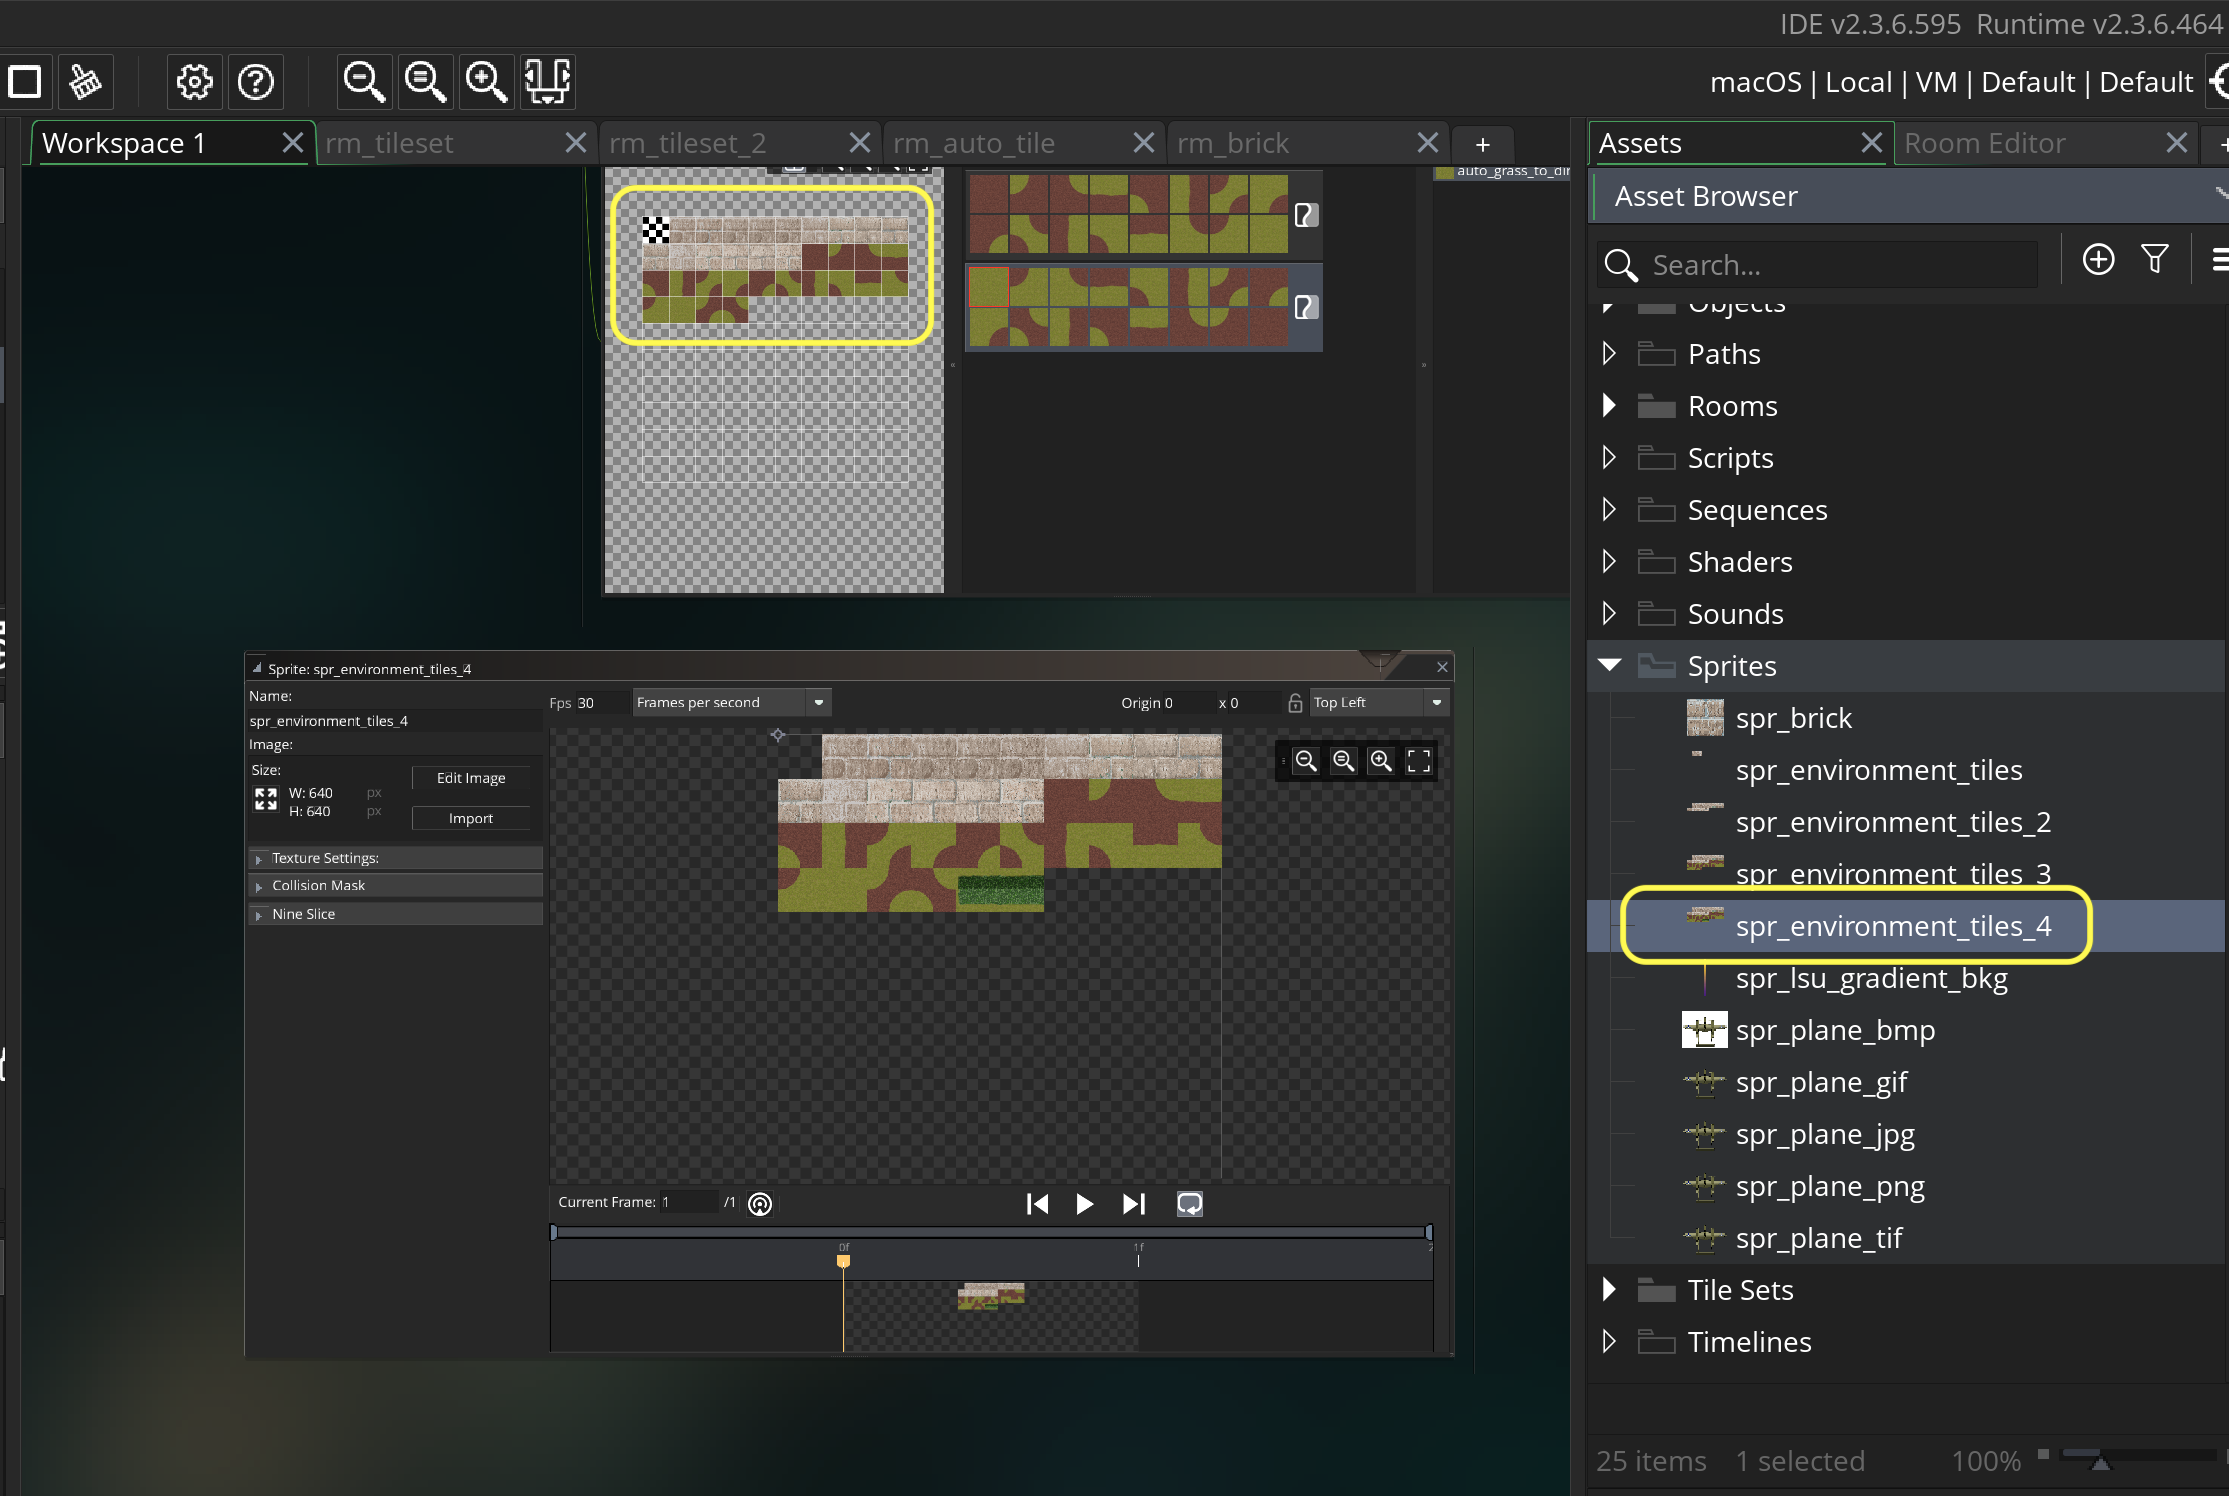 IDE v2.3.6.595 Runtime v2.3.6.464
macOS | Local | VM | Default | Default
Workspace 1
rm_tileset
rm_tileset_2
rm_auto_tile
rm_brick
+
Assets
Room Editor
Asset Browser
Search...
Objects
Paths
Rooms
Scripts
Sequences
Shaders
Sounds
Sprites
spr_brick
spr_environment_tiles
spr_environment_tiles_2
spr_environment_tiles_3
spr_environment_tiles_4
spr_lsu_gradient_bkg
spr_plane_bmp
spr_plane_gif
spr_plane_jpg
spr_plane_png
spr_plane_tif
Tile Sets
Timelines
25 items 1 selected 100%
Sprite: spr_environment_tiles_4
Name:
spr_environment_tiles_4
Image:
Size:
W: 640 px
H: 640 px
Edit Image
Import
Texture Settings:
Collision Mask
Nine Slice
Fps 30 Frames per second
Origin 0 x 0 Top Left
Current Frame: 1 /1
0f 1f